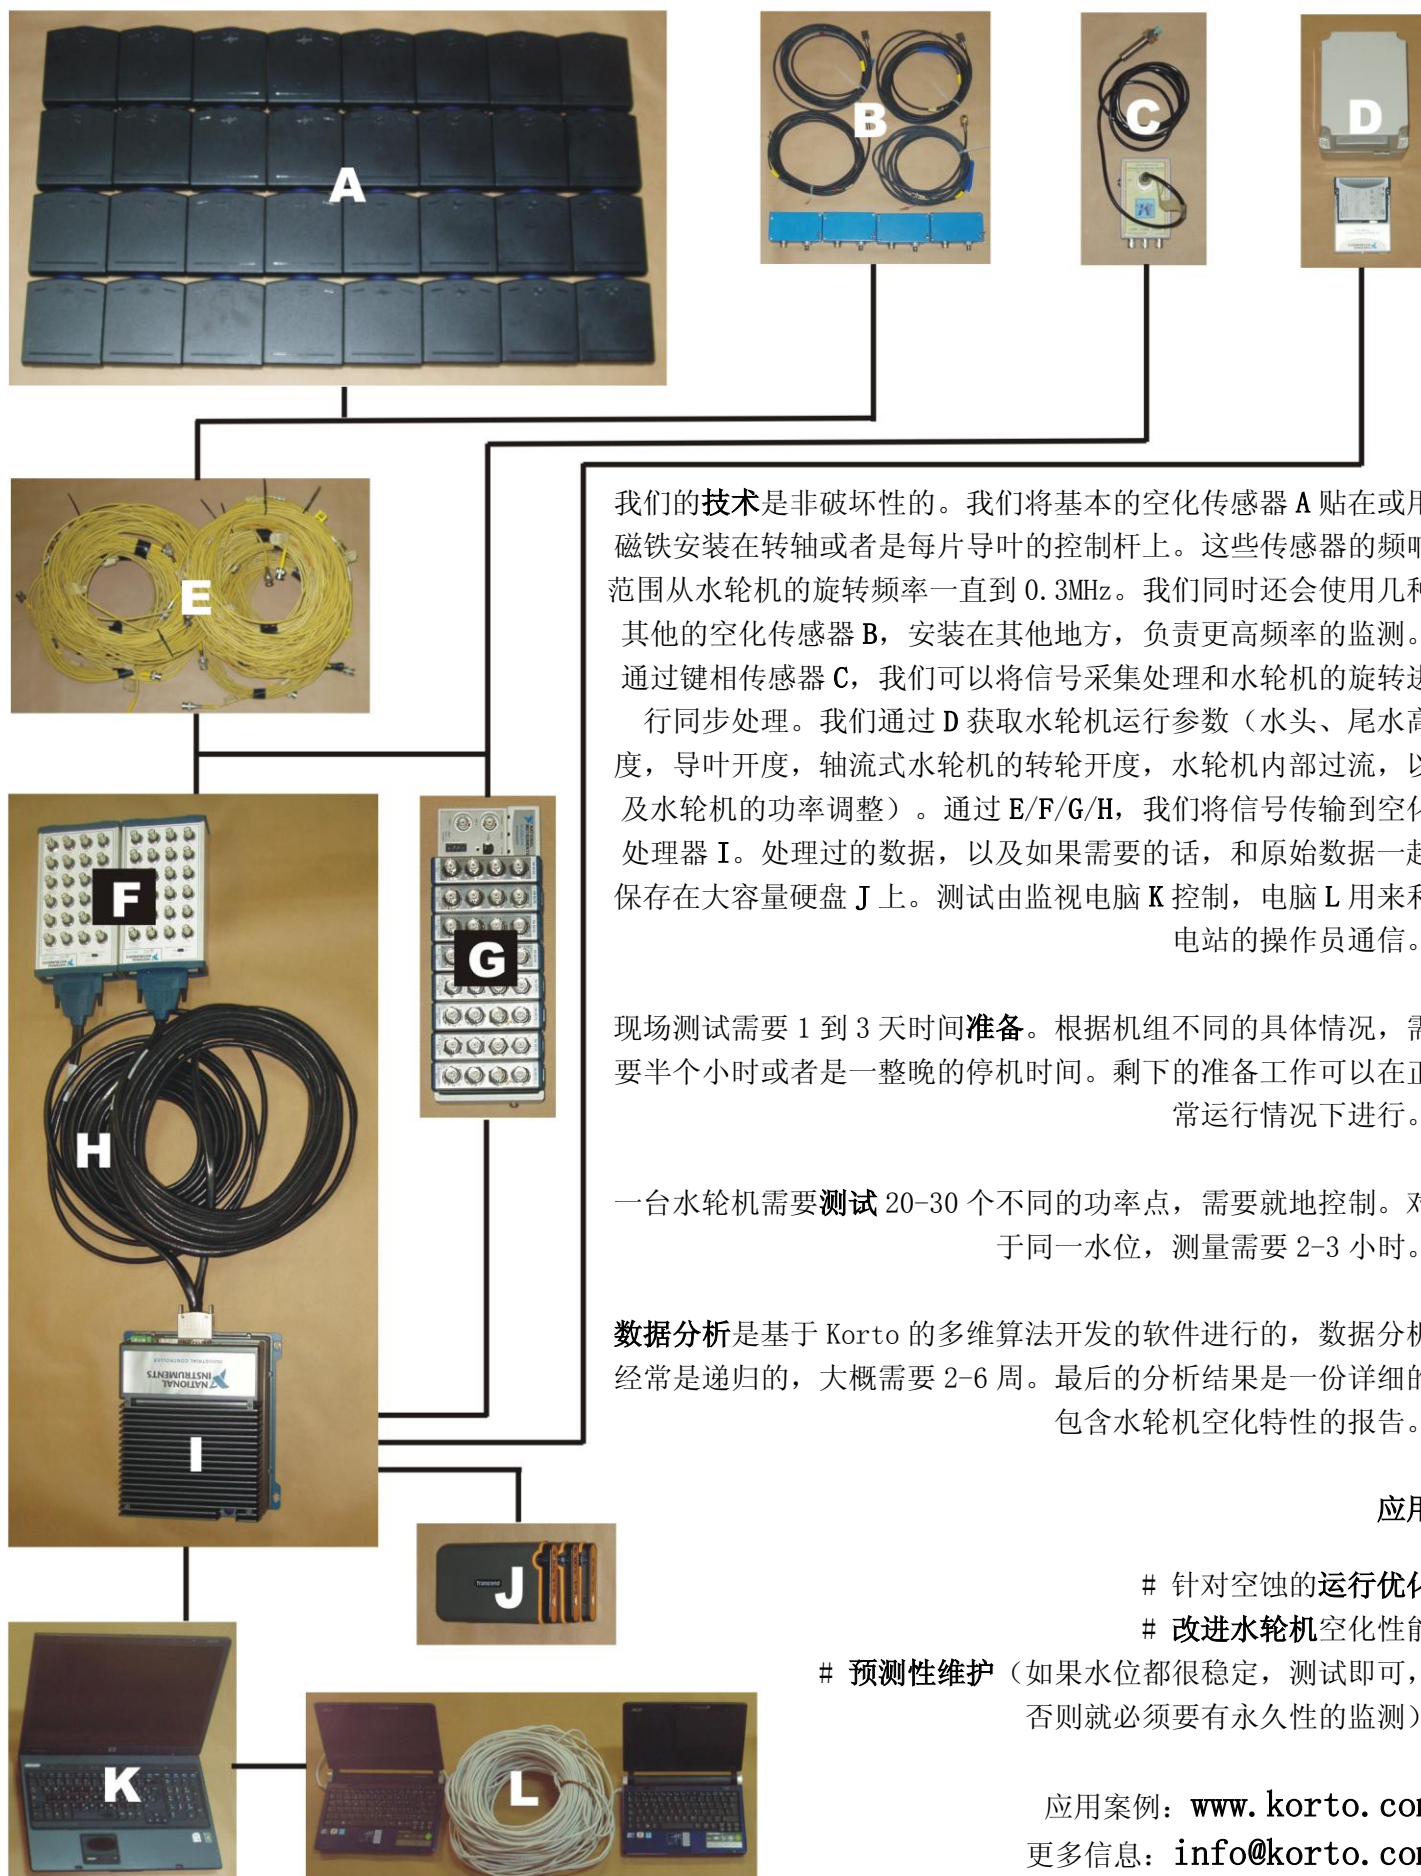 A
B
C
D
E
我们的技术是非破坏性的。我们将基本的空化传感器 A 贴在或用
磁铁安装在转轴或者是每片导叶的控制杆上。这些传感器的频响
范围从水轮机的旋转频率一直到 0.3MHz。我们同时还会使用几种
其他的空化传感器 B，安装在其他地方，负责更高频率的监测。
通过键相传感器 C，我们可以将信号采集处理和水轮机的旋转进
行同步处理。我们通过 D 获取水轮机运行参数（水头、尾水高
度，导叶开度，轴流式水轮机的转轮开度，水轮机内部过流，以
及水轮机的功率调整）。通过 E/F/G/H，我们将信号传输到空化
处理器 I。处理过的数据，以及如果需要的话，和原始数据一起
保存在大容量硬盘 J 上。测试由监视电脑 K 控制，电脑 L 用来和
电站的操作员通信。
F
G
H
现场测试需要 1 到 3 天时间准备。根据机组不同的具体情况，需
要半个小时或者是一整晚的停机时间。剩下的准备工作可以在正
常运行情况下进行。
一台水轮机需要测试 20-30 个不同的功率点，需要就地控制。对
于同一水位，测量需要 2-3 小时。
数据分析是基于 Korto 的多维算法开发的软件进行的，数据分析
经常是递归的，大概需要 2-6 周。最后的分析结果是一份详细的
包含水轮机空化特性的报告。
NATIONAL
INSTRUMENTS
INDUSTRIAL CONTROLLER
I
应用
Transcend
J
# 针对空蚀的运行优化
# 改进水轮机空化性能
# 预测性维护（如果水位都很稳定，测试即可，
否则就必须要有永久性的监测）
K
L
应用案例：www.korto.com
更多信息：info@korto.com